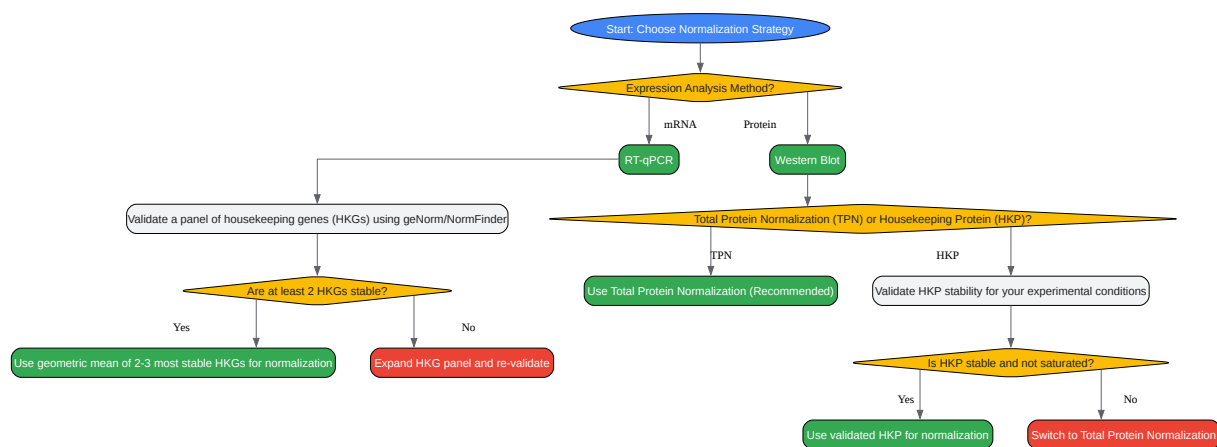 Start: Choose Normalization Strategy
Expression Analysis Method?
mRNA
Protein
RT-qPCR
Western Blot
Validate a panel of housekeeping genes (HKGs) using geNorm/NormFinder
Total Protein Normalization (TPN) or Housekeeping Protein (HKP)?
TPN
HKP
Are at least 2 HKGs stable?
Use Total Protein Normalization (Recommended)
Validate HKP stability for your experimental conditions
Yes
No
Use geometric mean of 2-3 most stable HKGs for normalization
Expand HKG panel and re-validate
Is HKP stable and not saturated?
Yes
No
Use validated HKP for normalization
Switch to Total Protein Normalization